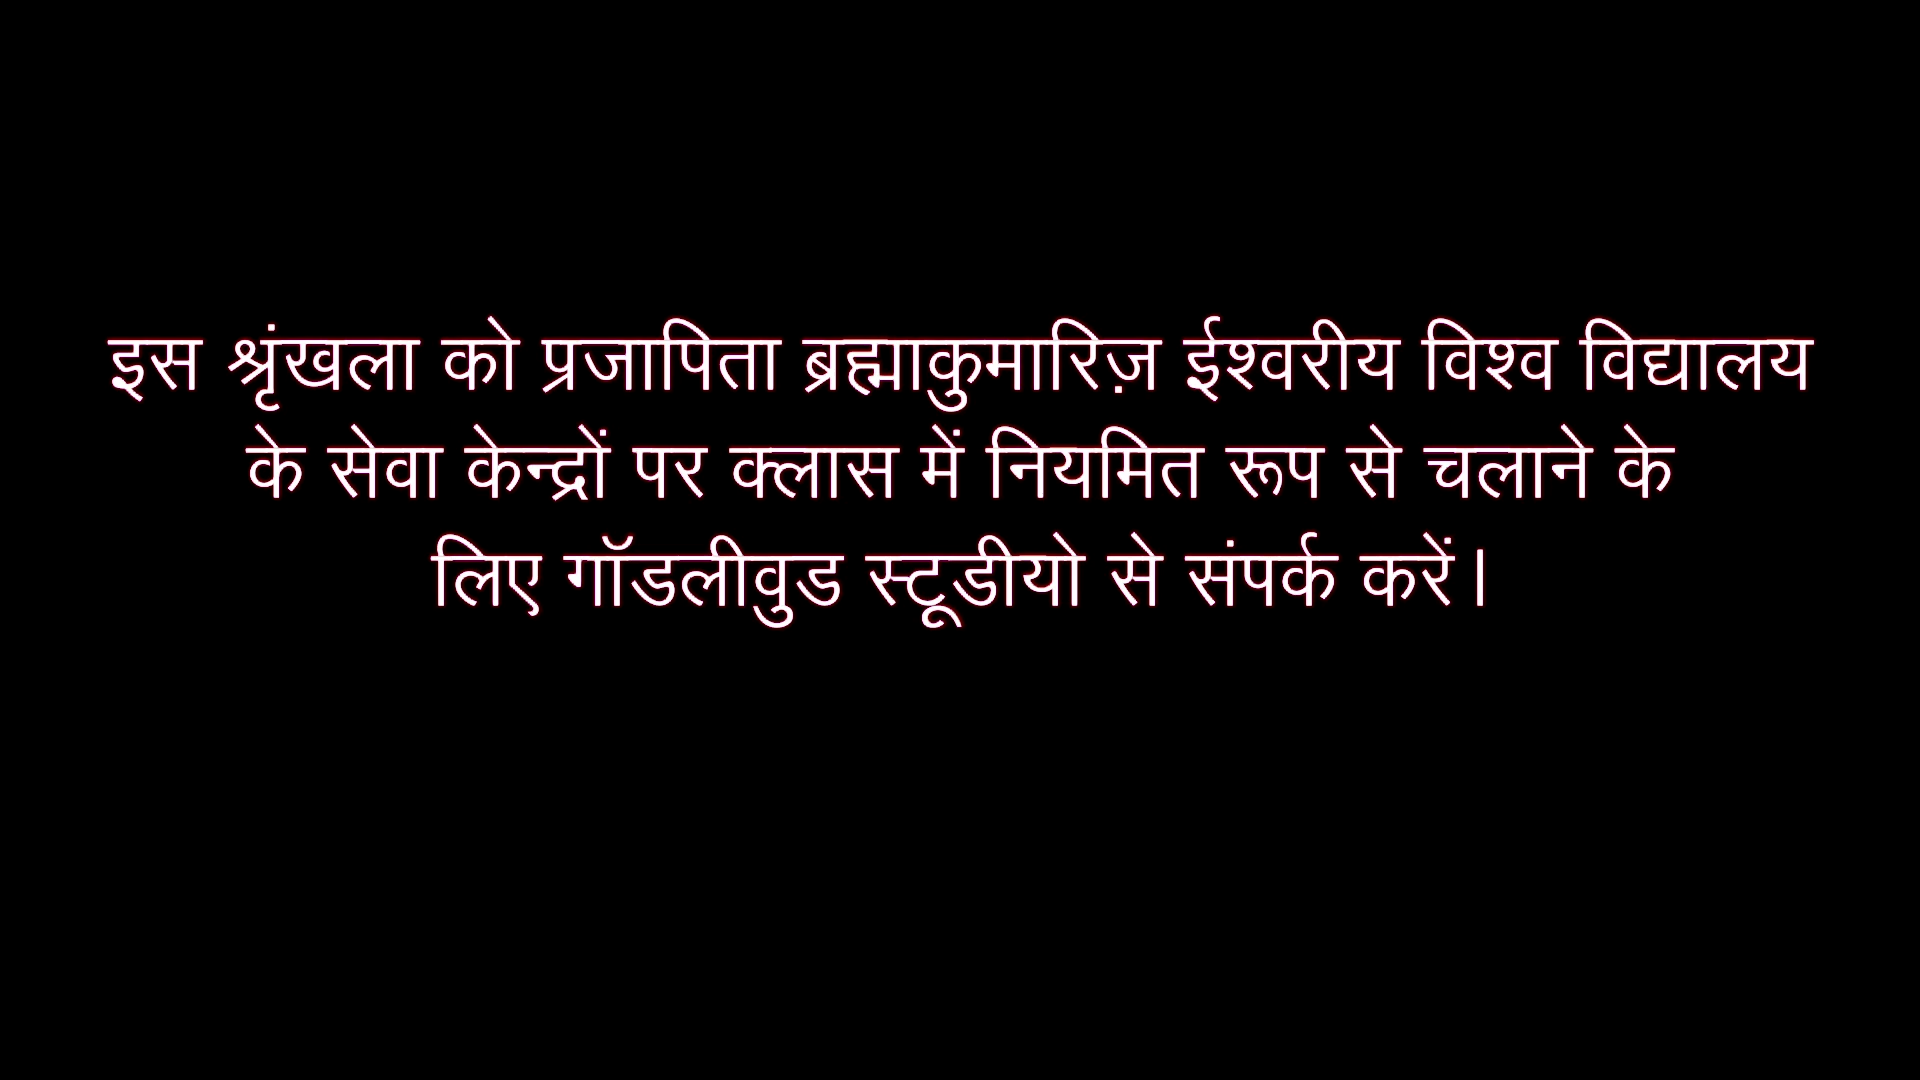 इस श्रृंखला को प्रजापिता ब्रह्माकुमारिज़ ईश्वरीय विश्व विद्यालय
के सेवा केन्द्रों पर क्लास में नियमित रूप से चलाने के
लिए गॉडलीवुड स्टूडीयो से संपर्क करें।